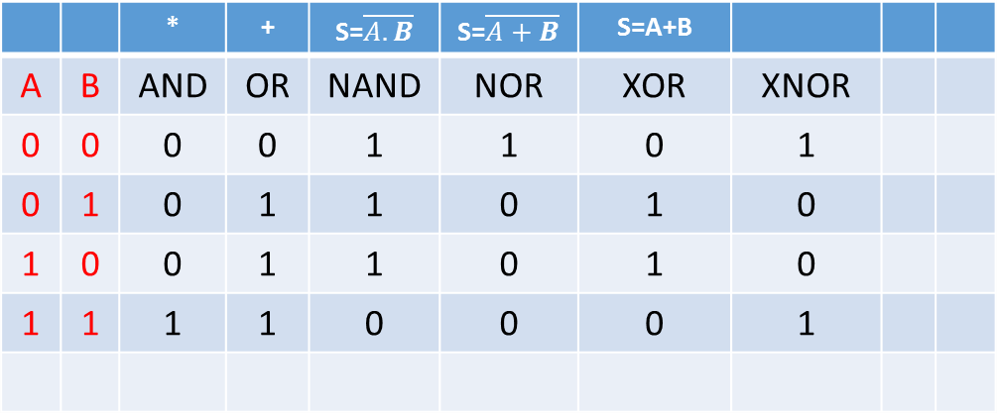 * + S=\overline{A.B} S=\overline{A + B} S=A+B
A B AND OR NAND NOR XOR XNOR
0 0 0 0 1 1 0 1
0 1 0 1 1 0 1 0
1 0 0 1 1 0 1 0
1 1 1 1 0 0 0 1